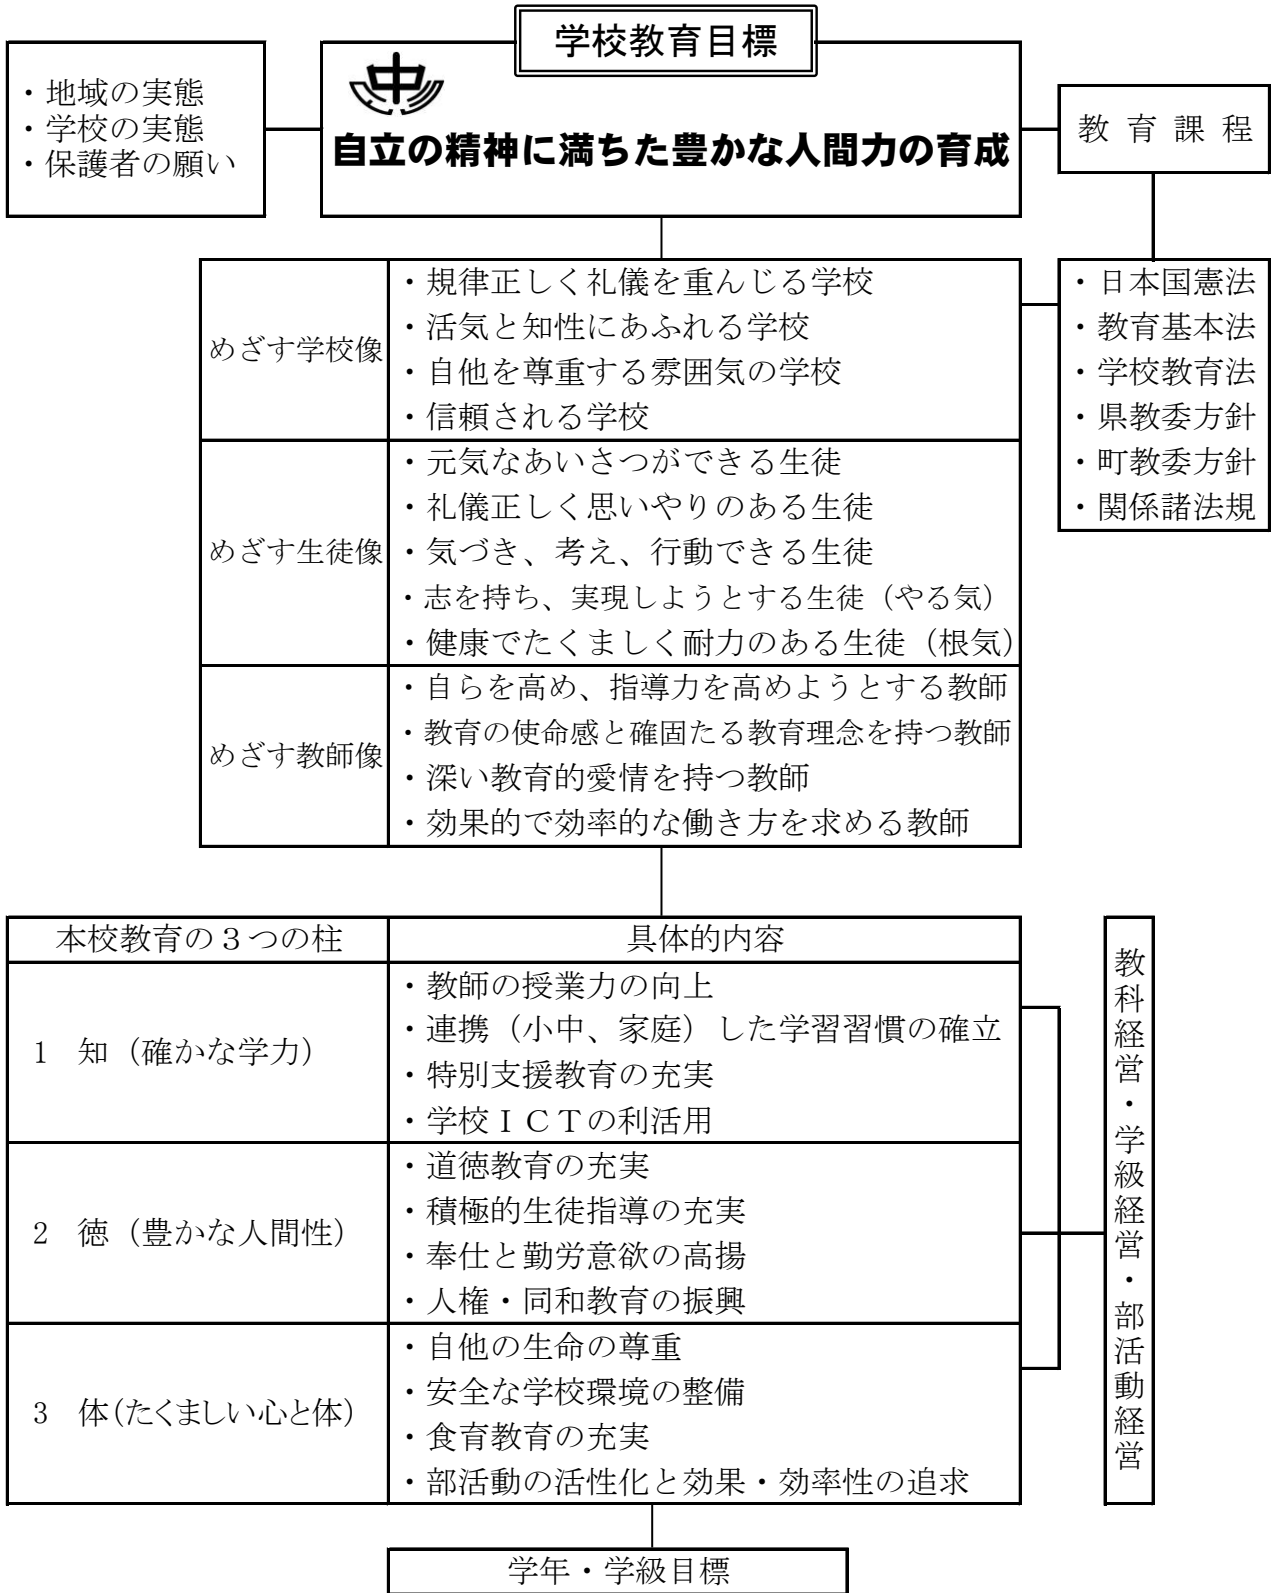 学校教育目標
・地域の実態
・学校の実態
・保護者の願い
中
自立の精神に満ちた豊かな人間力の育成
教育課程
めざす学校像
・規律正しく礼儀を重んじる学校
・活気と知性にあふれる学校
・自他を尊重する雰囲気の学校
・信頼される学校
めざす生徒像
・元気なあいさつができる生徒
・礼儀正しく思いやりのある生徒
・気づき、考え、行動できる生徒
・志を持ち、実現しようとする生徒（やる気）
・健康でたくましく耐力のある生徒（根気）
めざす教師像
・自らを高め、指導力を高めようとする教師
・教育の使命感と確固たる教育理念を持つ教師
・深い教育的愛情を持つ教師
・効果的で効率的な働き方を求める教師
・日本国憲法
・教育基本法
・学校教育法
・県教委方針
・町教委方針
・関係諸法規
本校教育の３つの柱
具体的内容
1　知（確かな学力）
・教師の授業力の向上
・連携（小中、家庭）した学習習慣の確立
・特別支援教育の充実
・学校ＩＣＴの利活用
2　徳（豊かな人間性）
・道徳教育の充実
・積極的生徒指導の充実
・奉仕と勤労意欲の高揚
・人権・同和教育の振興
3　体（たくましい心と体）
・自他の生命の尊重
・安全な学校環境の整備
・食育教育の充実
・部活動の活性化と効果・効率性の追求
教科経営・学級経営・部活動経営
学年・学級目標